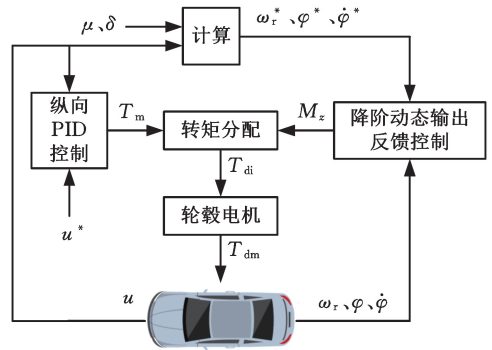 μ、δ
计算
ω_r*、φ*、φ̇*
纵向
PID
控制
T_m
转矩分配
M_z
降阶动态输出
反馈控制
T_di
u*
轮毂电机
T_dm
u
ω_r、φ、φ̇